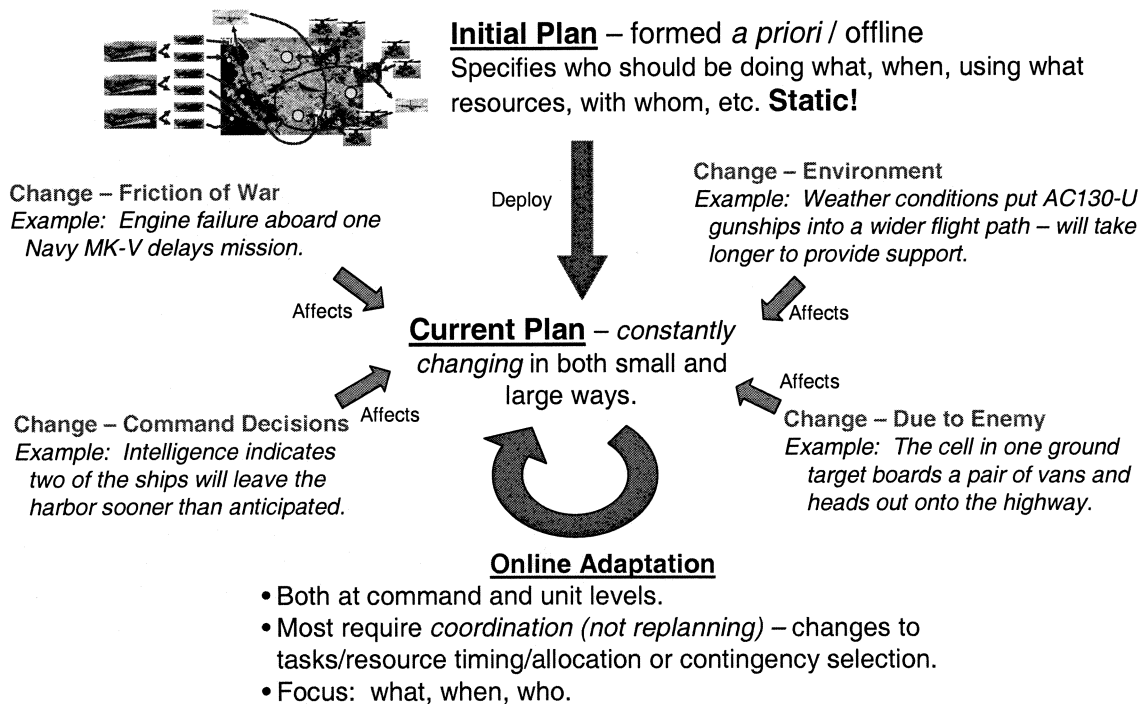 Initial Plan – formed a priori / offline
Specifies who should be doing what, when, using what
resources, with whom, etc. Static!
Deploy
Change – Friction of War
Example: Engine failure aboard one
Navy MK-V delays mission.
Affects
Change – Environment
Example: Weather conditions put AC130-U
gunships into a wider flight path – will take
longer to provide support.
Affects
Current Plan – constantly
changing in both small and
large ways.
Affects
Change – Command Decisions
Example: Intelligence indicates
two of the ships will leave the
harbor sooner than anticipated.
Affects
Change – Due to Enemy
Example: The cell in one ground
target boards a pair of vans and
heads out onto the highway.
Online Adaptation
• Both at command and unit levels.
• Most require coordination (not replanning) – changes to
tasks/resource timing/allocation or contingency selection.
• Focus: what, when, who.